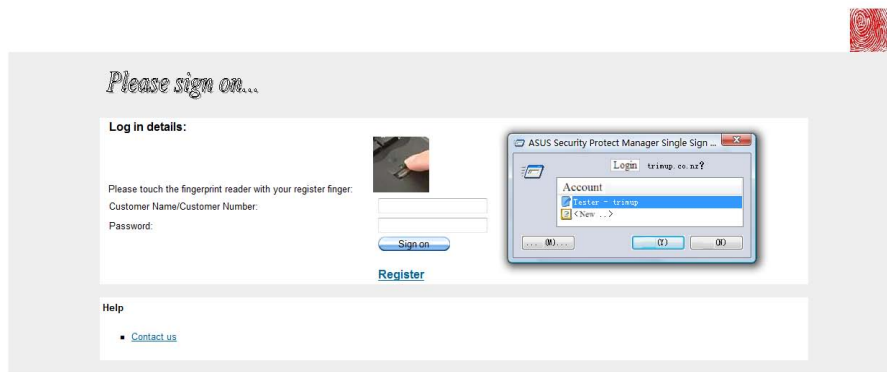 Please sign on...
Log in details:
Please touch the fingerprint reader with your register finger:
Customer Name/Customer Number:
Password:
Sign on
Register
ASUS Security Protect Manager Single Sign ...
Login trimup.co.nz?
Account
Tester - trimup
<New ..>
... (M)...
(Y)
(N)
Help
Contact us